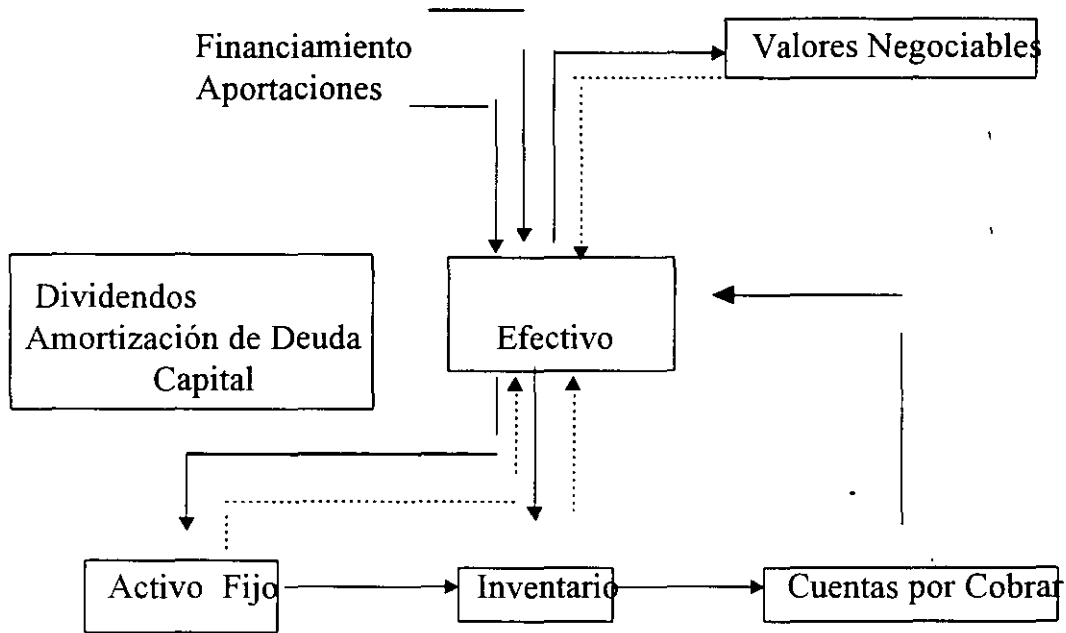 Financiamiento
Aportaciones
Valores Negociables
Dividendos
Amortización de Deuda
Capital
Efectivo
Activo Fijo
Inventario
Cuentas por Cobrar